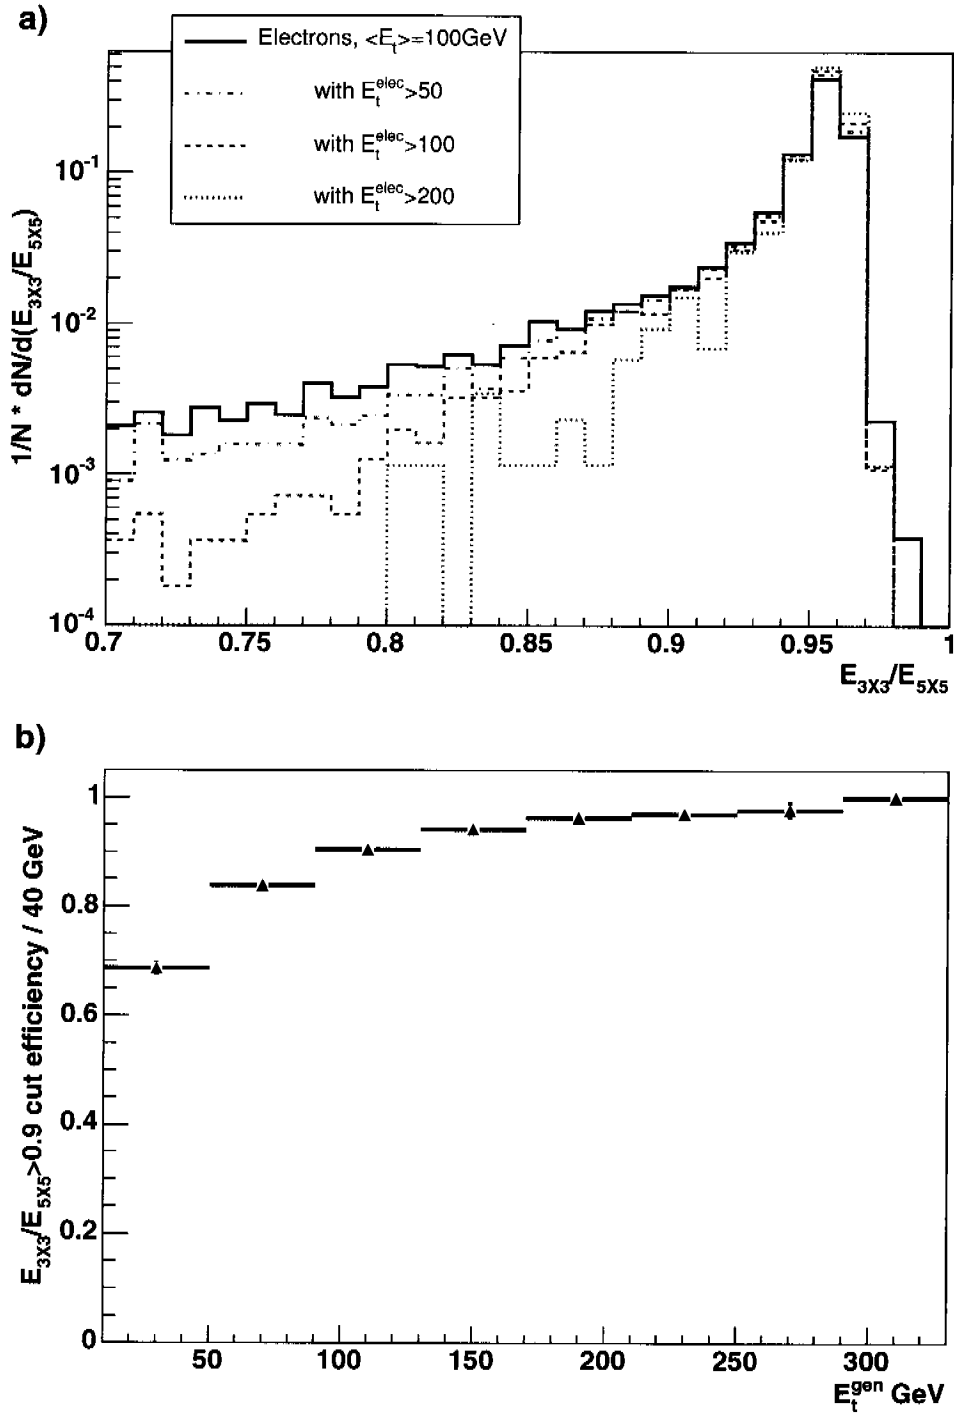 a)
Electrons, <E_t>=100GeV
with E_t^elec>50
with E_t^elec>100
with E_t^elec>200
1/N * dN/d(E_3X3/E_5X5)
10^-1
10^-2
10^-3
10^-4
0.7 0.75 0.8 0.85 0.9 0.95 1
E_3X3/E_5X5
b)
E_3X3/E_5X5>0.9 cut efficiency / 40 GeV
1
0.8
0.6
0.4
0.2
0
50 100 150 200 250 300
E_t^gen GeV